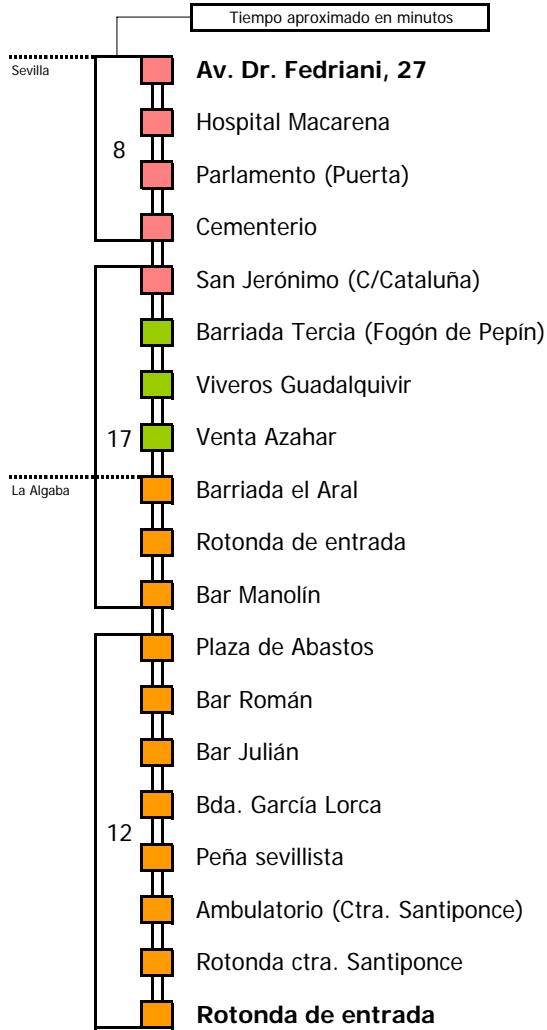 Tiempo aproximado en minutos
Sevilla
Av. Dr. Fedriani, 27
Hospital Macarena
8
Parlamento (Puerta)
Cementerio
San Jerónimo (C/Cataluña)
Barriada Tercia (Fogón de Pepín)
Viveros Guadalquivir
17
Venta Azahar
La Algaba
Barriada el Aral
Rotonda de entrada
Bar Manolín
Plaza de Abastos
Bar Román
Bar Julián
Bda. García Lorca
12
Peña sevillista
Ambulatorio (Ctra. Santiponce)
Rotonda ctra. Santiponce
Rotonda de entrada